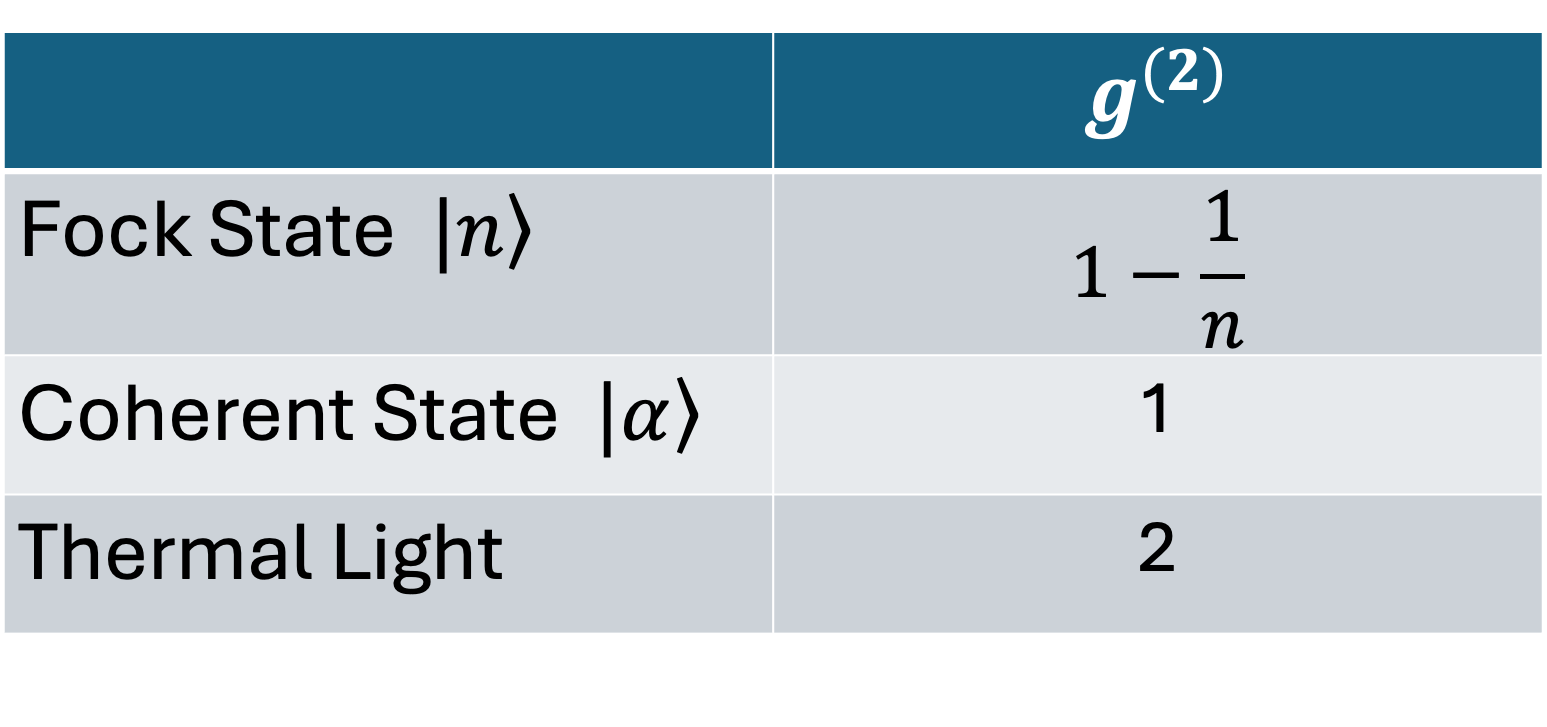 g^(2)
Fock State |n⟩
1 − 1/n
Coherent State |α⟩
1
Thermal Light
2